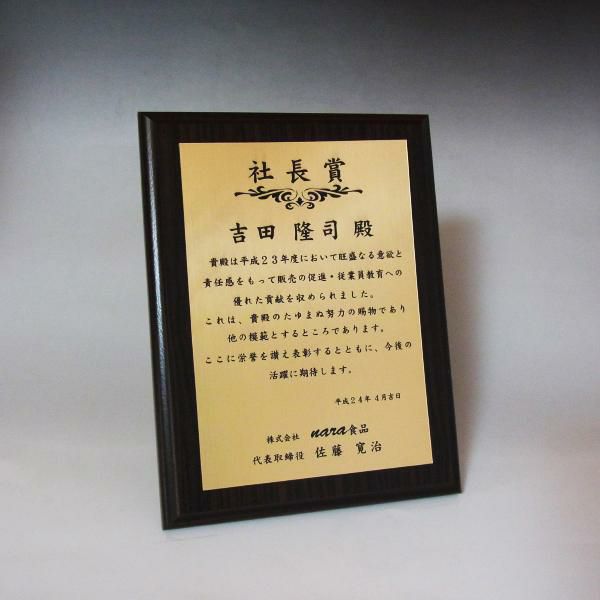 社長賞
吉田 隆司 殿
貴殿は平成23年度において旺盛なる意欲と
責任感をもって販売の促進・従業員教育への
優れた貢献を収められました。
これは、貴殿のたゆまぬ努力の賜物であり
他の模範とするところであります。
ここに栄誉を讃え表彰するとともに、今後の
活躍に期待します。
平成24年 4月吉日
株式会社 nara食品
代表取締役 佐藤 寛治